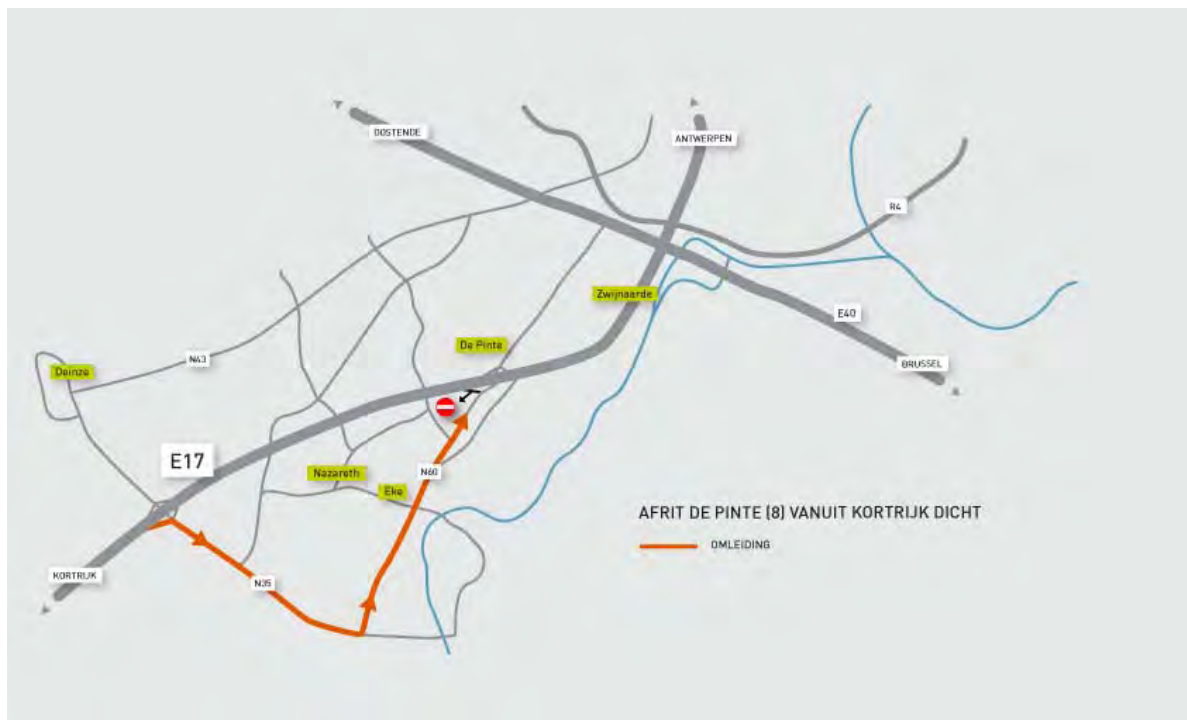 OOSTENDE
ANTWERPEN
R4
Zwijnaarde
E40
De Pinte
N43
BRUSSEL
Deinze
E17
Nazareth
N60
Eke
AFRIT DE PINTE (8) VANUIT KORTRIJK DICHT
OMLEIDING
KORTRIJK
N35